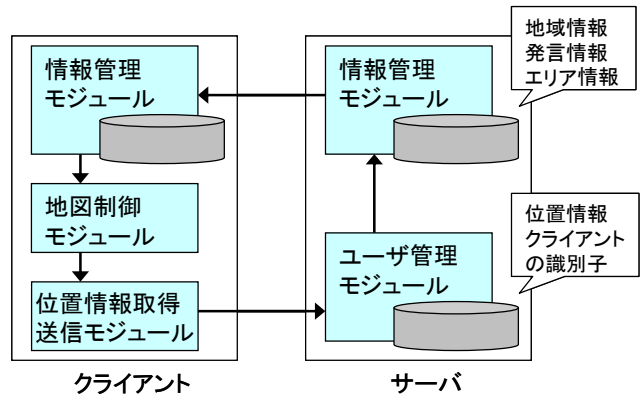 情報管理
モジュール
地図制御
モジュール
位置情報取得
送信モジュール
クライアント
情報管理
モジュール
ユーザ管理
モジュール
サーバ
地域情報
発言情報
エリア情報
位置情報
クライアント
の識別子